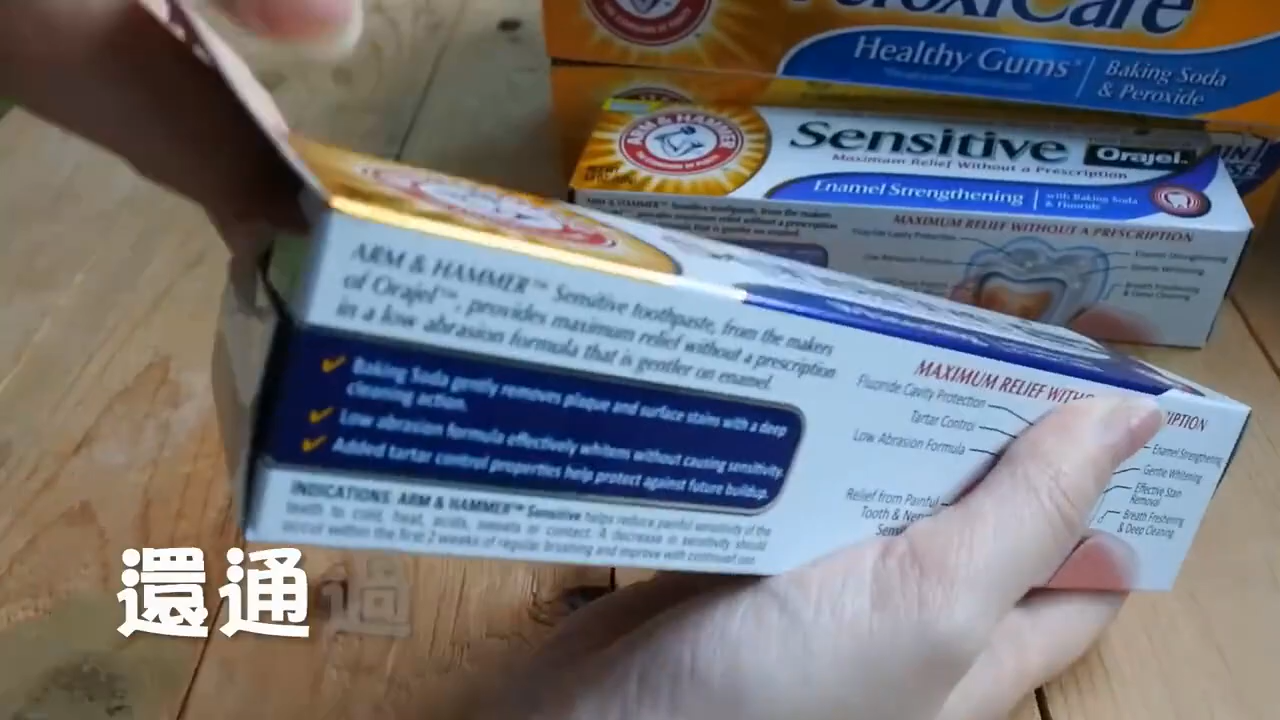 PeroxiCare
Healthy Gums
Baking Soda
& Peroxide
ARM & HAMMER
Sensitive
Orajel
Maximum Relief Without a Prescription
Enamel Strengthening
with Baking Soda
& Fluoride
MAXIMUM RELIEF WITHOUT A PRESCRIPTION
ARM & HAMMER™ Sensitive toothpaste, from the makers
of Orajel™, provides maximum relief without a prescription
in a low abrasion formula that is gentler on enamel.
Baking Soda gently removes plaque and surface stains with a deep
cleaning action.
Low abrasion formula effectively whitens without causing sensitivity.
Added tartar control properties help protect against future buildup.
INDICATIONS: ARM & HAMMER™ Sensitive helps reduce painful sensitivity of the
teeth to cold, heat, acids, sweets or contact. A decrease in sensitivity should
occur within the first 2 weeks of regular brushing and improve with continued use.
MAXIMUM RELIEF WITH
IPTION
Fluoride Cavity Protection
Tartar Control
Low Abrasion Formula
Relief from Painful
Tooth &
Enamel Strengthening
Gentle Whitening
Effective Stain
Removal
Breath Freshening
& Deep Cleaning
還通過